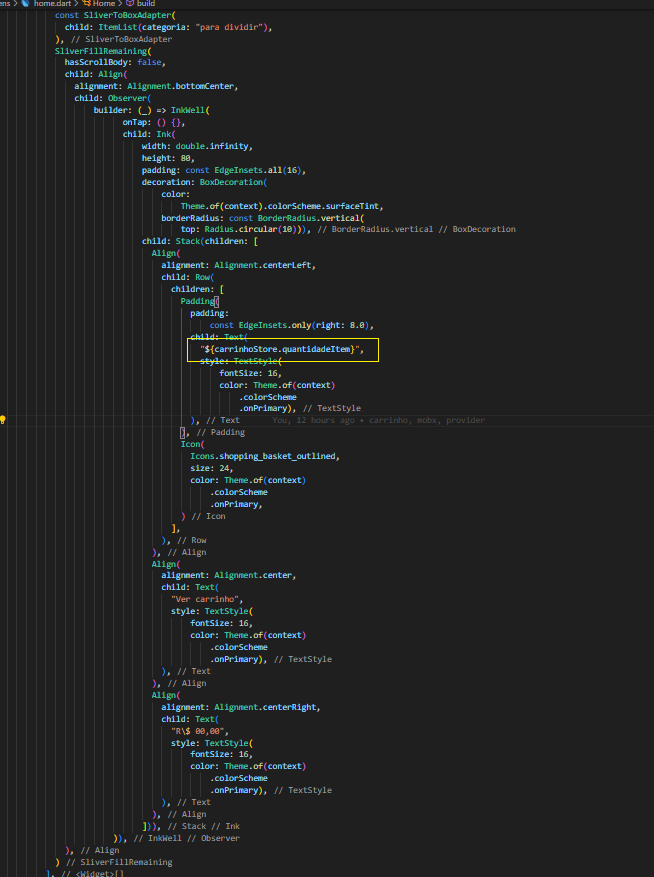 ens > home.dart > Home > build
const SliverToBoxAdapter(
child: ItemList(categoria: "para dividir"),
), // SliverToBoxAdapter
SliverFillRemaining(
hasScrollBody: false,
child: Align(
alignment: Alignment.bottomCenter,
child: Observer(
builder: (_) => InkWell(
onTap: () {},
child: Ink(
width: double.infinity,
height: 80,
padding: const EdgeInsets.all(16),
decoration: BoxDecoration(
color:
Theme.of(context).colorScheme.surfaceTint,
borderRadius: const BorderRadius.vertical(
top: Radius.circular(10))), // BorderRadius.vertical // BoxDecoration
child: Stack(children: [
Align(
alignment: Alignment.centerLeft,
child: Row(
children: [
Padding(
padding:
const EdgeInsets.only(right: 8.0),
child: Text(
"${carrinhoStore.quantidadeItem}",
style: TextStyle(
fontSize: 16,
color: Theme.of(context)
.colorScheme
.onPrimary), // TextStyle
), // Text You, 12 hours ago • carrinho, mobx, provider
), // Padding
Icon(
Icons.shopping_basket_outlined,
size: 24,
color: Theme.of(context)
.colorScheme
.onPrimary,
) // Icon
],
), // Row
), // Align
Align(
alignment: Alignment.center,
child: Text(
"Ver carrinho",
style: TextStyle(
fontSize: 16,
color: Theme.of(context)
.colorScheme
.onPrimary), // TextStyle
), // Text
), // Align
Align(
alignment: Alignment.centerRight,
child: Text(
"R\$ 00,00",
style: TextStyle(
fontSize: 16,
color: Theme.of(context)
.colorScheme
.onPrimary), // TextStyle
), // Text
), // Align
])), // Stack // Ink
)), // InkWell // Observer
), // Align
) // SliverFillRemaining
], // <Widget>[]